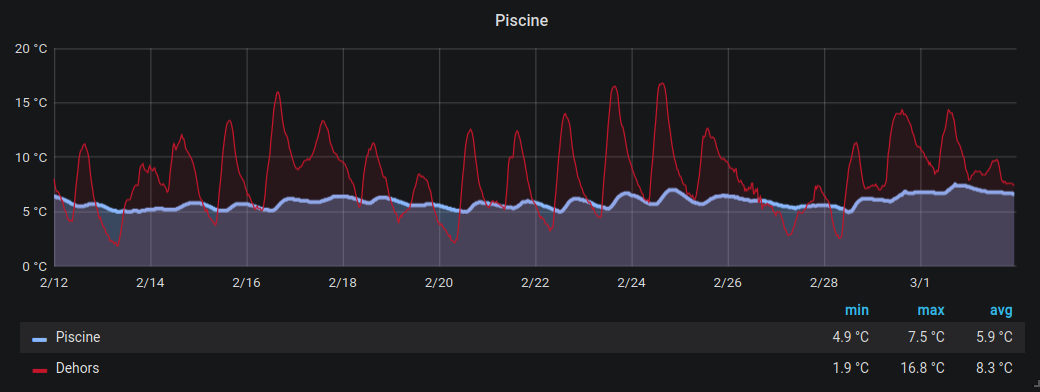 Piscine
20 °C
15 °C
10 °C
5 °C
0 °C
2/12 2/14 2/16 2/18 2/20 2/22 2/24 2/26 2/28 3/1
min max avg
Piscine 4.9 °C 7.5 °C 5.9 °C
Dehors 1.9 °C 16.8 °C 8.3 °C